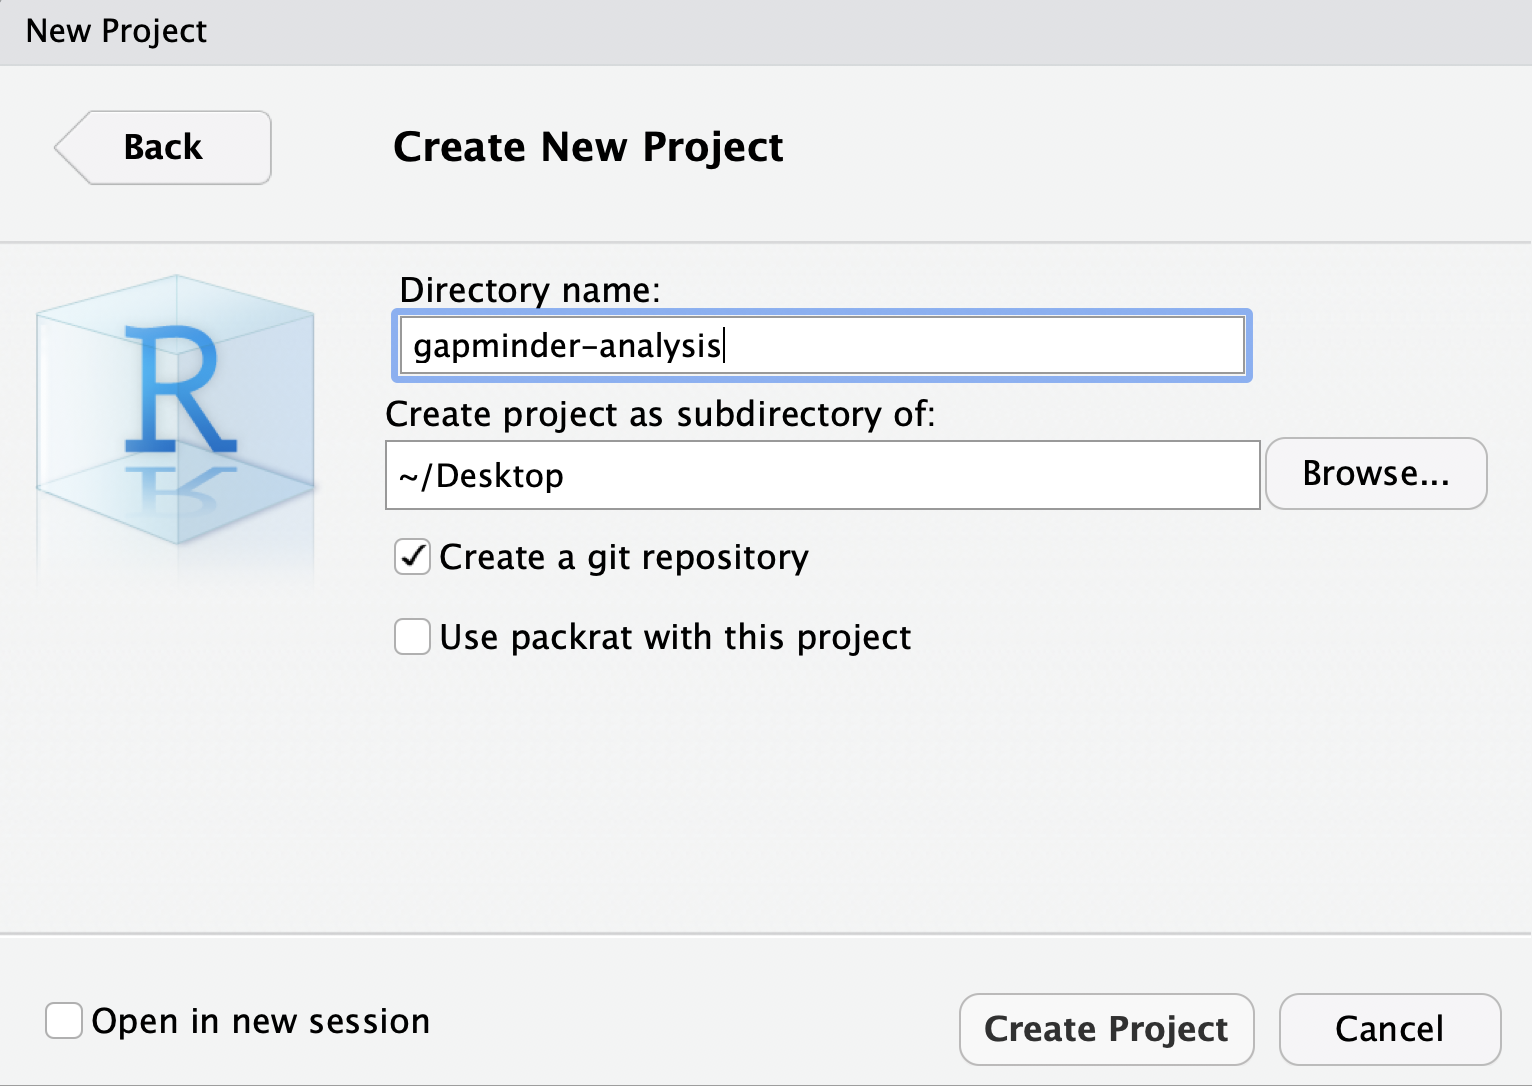 New Project
Back
Create New Project
R
Directory name:
gapminder-analysis
Create project as subdirectory of:
~/Desktop
Browse...
Create a git repository
Use packrat with this project
Open in new session
Create Project
Cancel